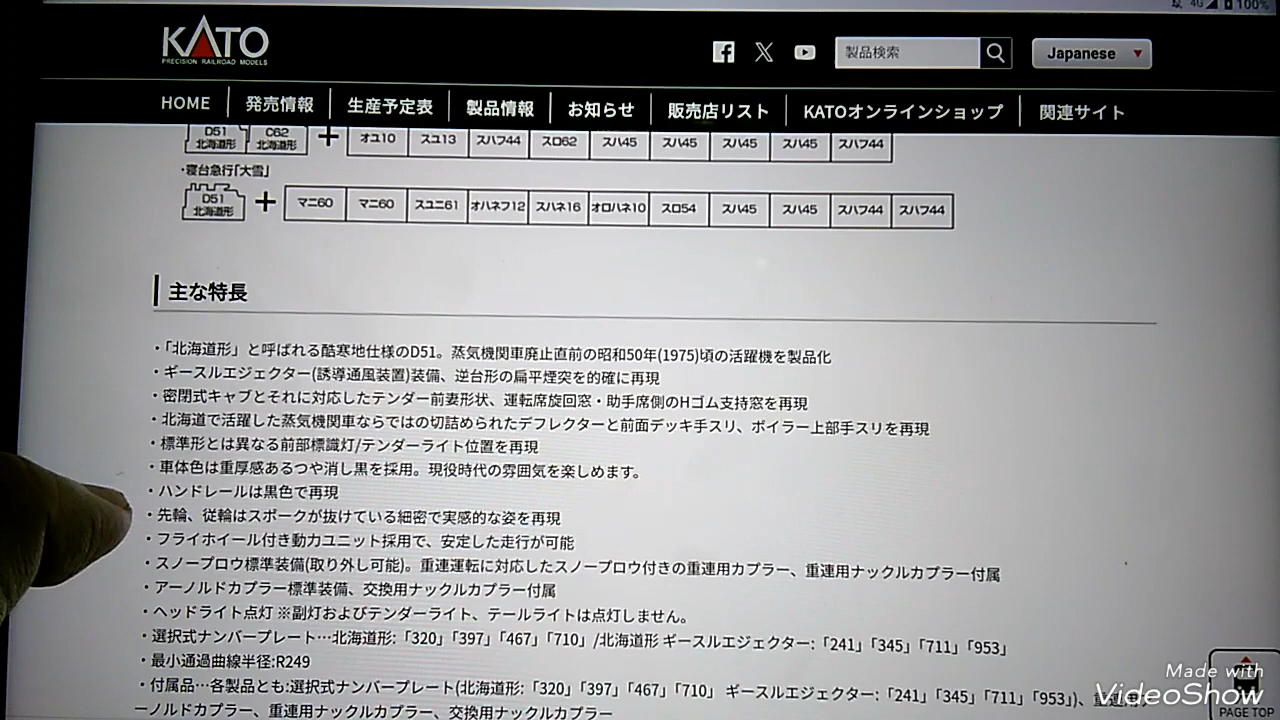 4G 100%
KATO
PRECISION RAILROAD MODELS
製品検索
Japanese
HOME 発売情報 生産予定表 製品情報 お知らせ 販売店リスト KATOオンラインショップ 関連サイト
D51 北海道形 C62 北海道形 + オユ10 スユ13 スハフ44 スロ62 スハ45 スハ45 スハ45 スハ45 スハフ44
・寝台急行「大雪」
D51 北海道形 + マニ60 マニ60 スユニ61 オハネフ12 スハネ16 オロハネ10 スロ54 スハ45 スハ45 スハフ44 スハフ44
主な特長
・「北海道形」と呼ばれる酷寒地仕様のD51。蒸気機関車廃止直前の昭和50年(1975)頃の活躍機を製品化
・ギースルエジェクター(誘導通風装置)装備、逆台形の扁平煙突を的確に再現
・密閉式キャブとそれに対応したテンダー前妻形状、運転席旋回窓・助手席側のHゴム支持窓を再現
・北海道で活躍した蒸気機関車ならではの切詰められたデフレクターと前面デッキ手スリ、ボイラー上部手スリを再現
・標準形とは異なる前部標識灯/テンダーライト位置を再現
・車体色は重厚感あるつや消し黒を採用。現役時代の雰囲気を楽しめます。
・ハンドレールは黒色で再現
・先輪、従輪はスポークが抜けている細密で実感的な姿を再現
・フライホイール付き動力ユニット採用で、安定した走行が可能
・スノープロウ標準装備(取り外し可能)。重連運転に対応したスノープロウ付きの重連用カプラー、重連用ナックルカプラー付属
・アーノルドカプラー標準装備、交換用ナックルカプラー付属
・ヘッドライト点灯 ※副灯およびテンダーライト、テールライトは点灯しません。
・選択式ナンバープレート…北海道形:「320」「397」「467」「710」/北海道形 ギースルエジェクター:「241」「345」「711」「953」
・最小通過曲線半径:R249
・付属品…各製品とも:選択式ナンバープレート(北海道形:「320」「397」「467」「710」 ギースルエジェクター:「241」「345」「711」「953」)、
ーノルドカプラー、重連用ナックルカプラー、交換用ナックルカプラー
PAGE TOP
Made with
VideoShow